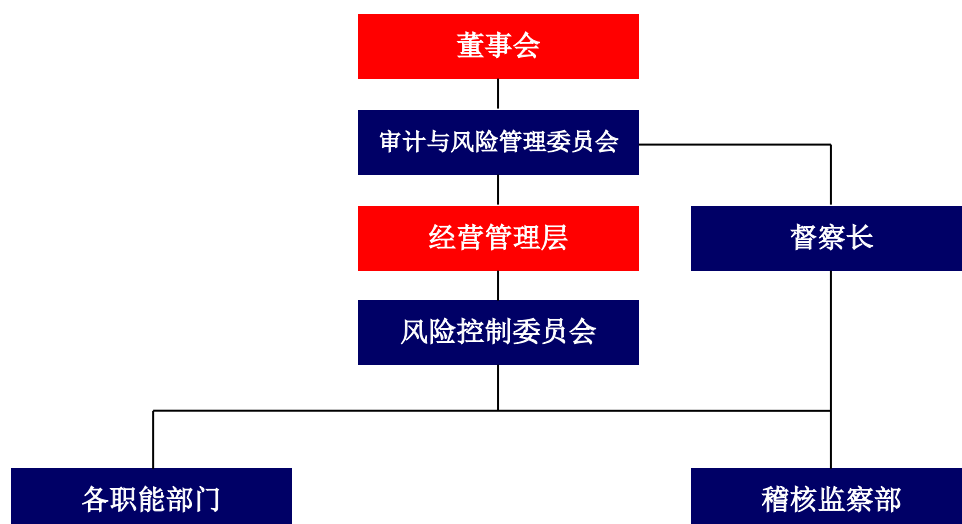 董事会
审计与风险管理委员会
经营管理层
督察长
风险控制委员会
各职能部门
稽核监察部